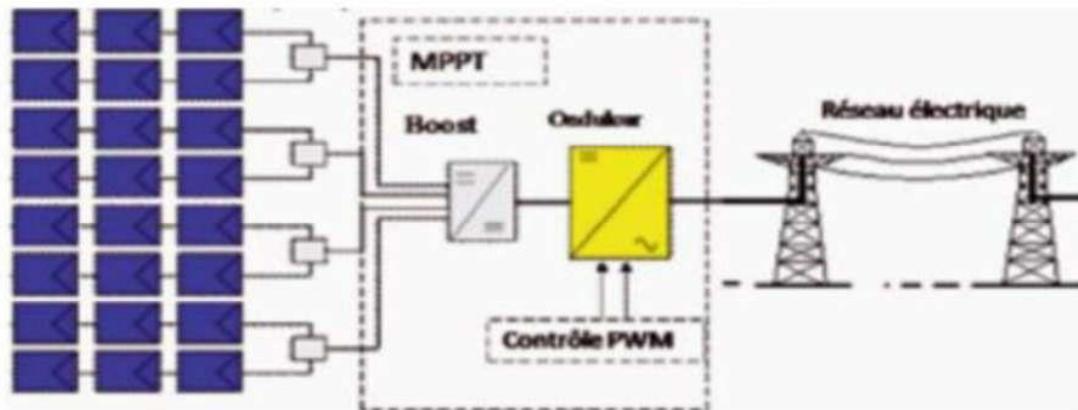 MPPT
Boost
Onduleur
Réseau électrique
Contrôle PWM